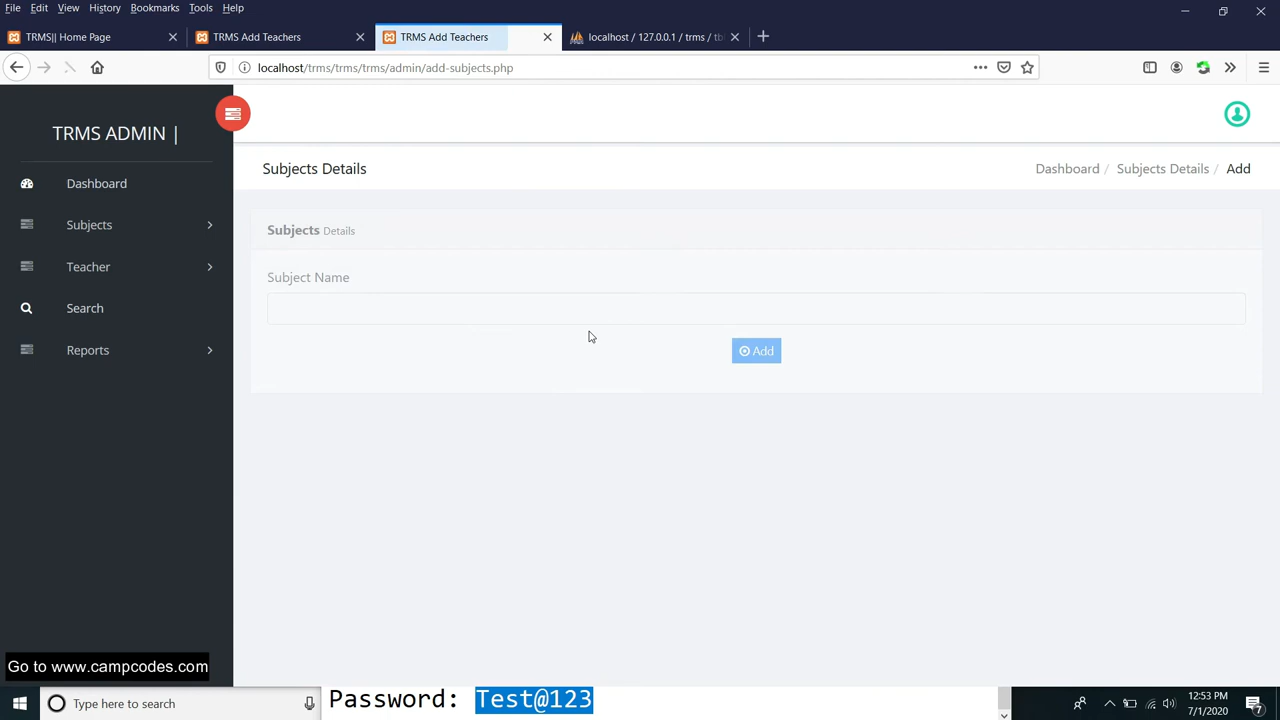 File Edit View History Bookmarks Tools Help
TRMS|| Home Page
TRMS Add Teachers
TRMS Add Teachers
localhost / 127.0.0.1 / trms / tb
localhost/trms/trms/trms/admin/add-subjects.php
TRMS ADMIN |
Subjects Details
Dashboard / Subjects Details / Add
Dashboard
Subjects
Teacher
Search
Reports
Subjects Details
Subject Name
Add
Go to www.campcodes.com
Type here to search
Password: Test@123
12:53 PM
7/1/2020
7